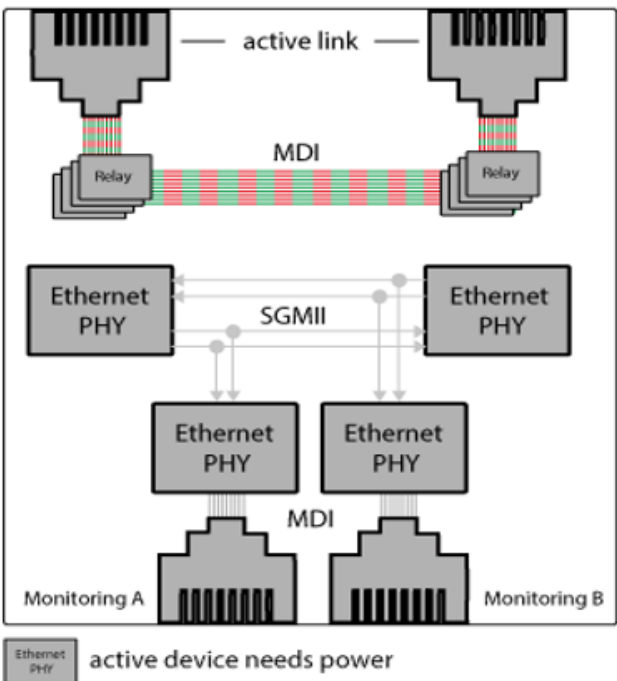 active link
MDI
Relay
Relay
Ethernet
PHY
SGMII
Ethernet
PHY
Ethernet
PHY
Ethernet
PHY
MDI
Monitoring A
Monitoring B
Ethernet
PHY
active device needs power